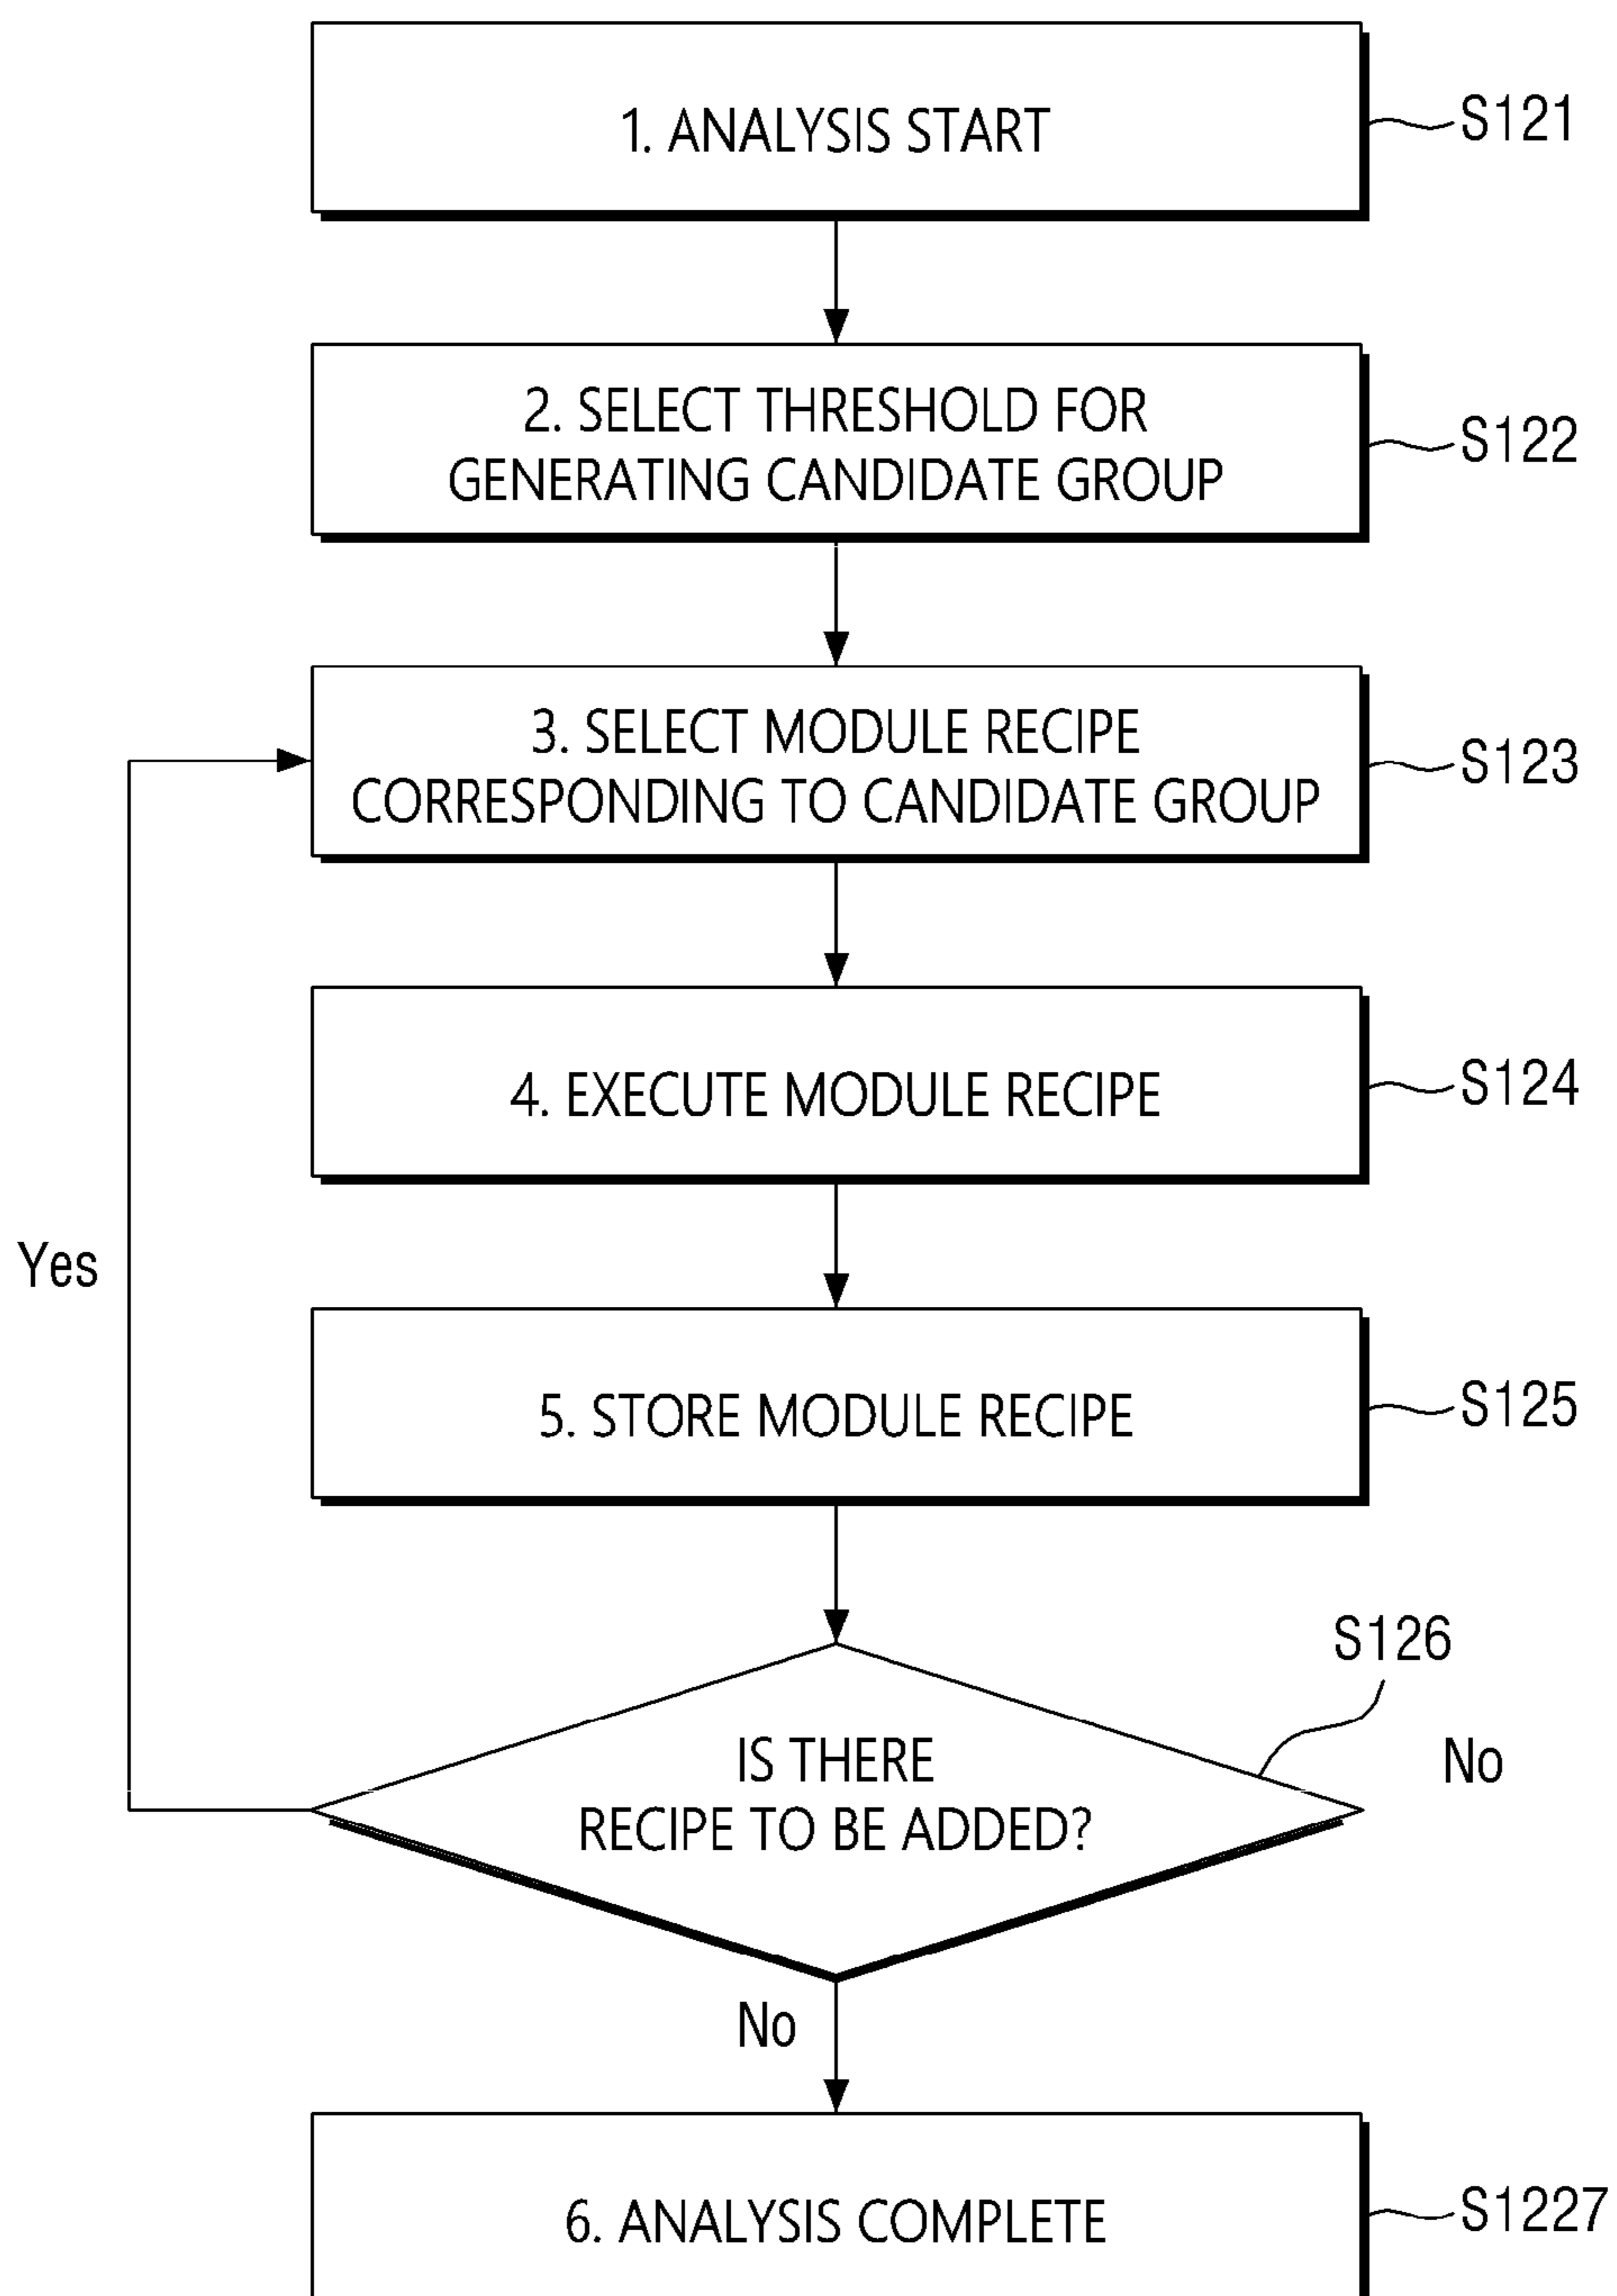 1. ANALYSIS START
S121
2. SELECT THRESHOLD FOR
GENERATING CANDIDATE GROUP
S122
3. SELECT MODULE RECIPE
CORRESPONDING TO CANDIDATE GROUP
S123
4. EXECUTE MODULE RECIPE
S124
Yes
5. STORE MODULE RECIPE
S125
S126
IS THERE
RECIPE TO BE ADDED?
No
No
6. ANALYSIS COMPLETE
S1227